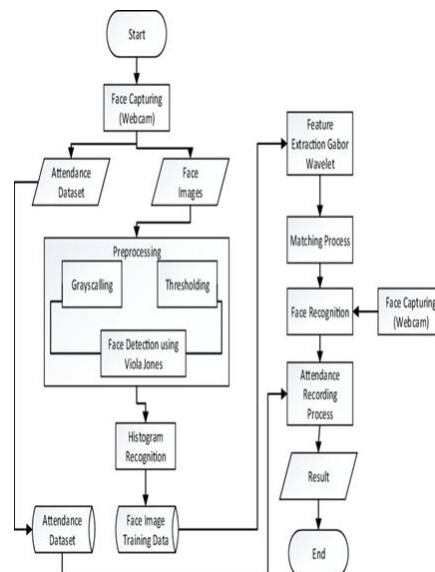 Start
Face Capturing
(Webcam)
Attendance
Dataset
Face
Images
Preprocessing
Grayscalling
Thresholding
Face Detection using
Viola Jones
Histogram
Recognition
Attendance
Dataset
Face Image
Training Data
Feature
Extraction Gabor
Wavelet
Matching Process
Face Recognition
Face Capturing
(Webcam)
Attendance
Recording
Process
Result
End